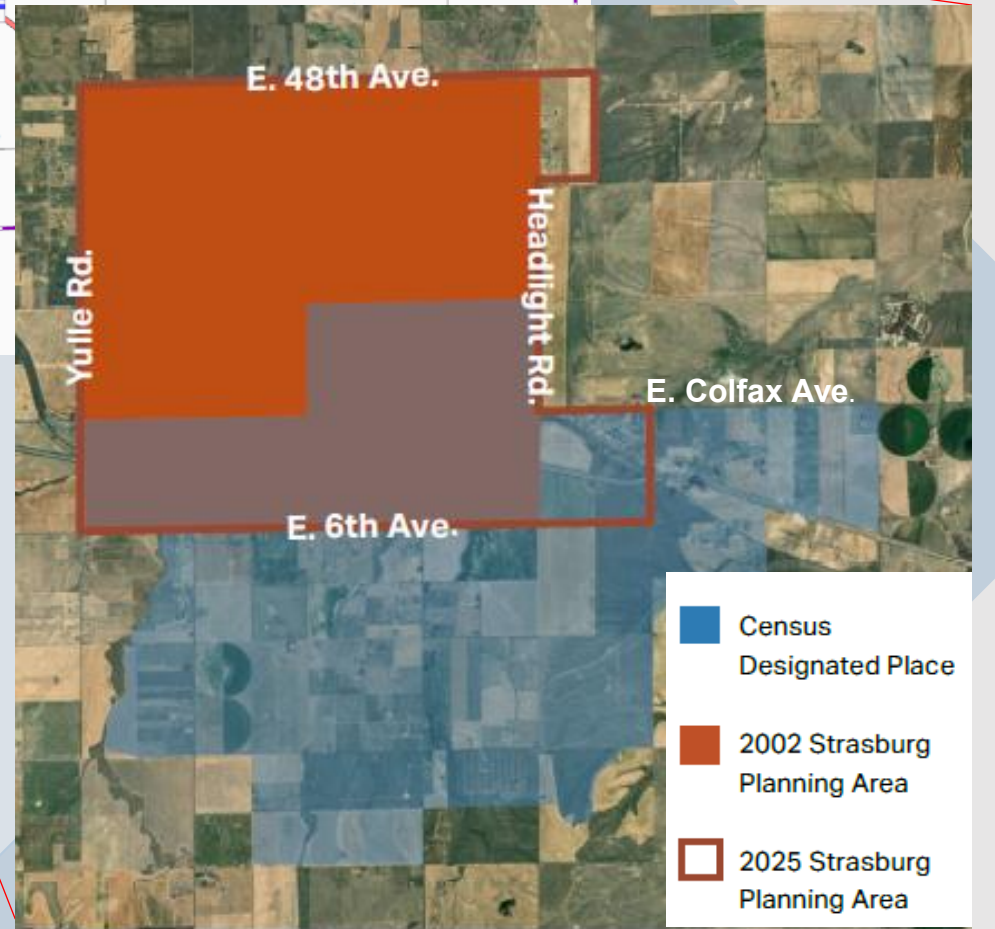 E. 48th Ave.
Headlight Rd.
Yulle Rd.
E. Colfax Ave.
E. 6th Ave.
Census
Designated Place
2002 Strasburg
Planning Area
2025 Strasburg
Planning Area